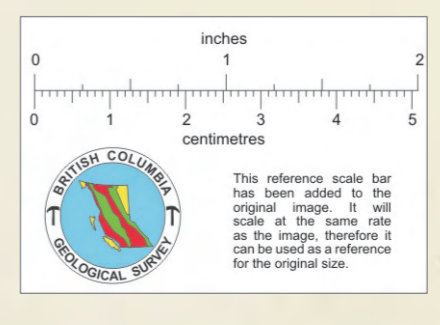 inches
0 1 2
0 1 2 3 4 5
centimetres
BRITISH COLUMBIA
GEOLOGICAL SURVEY
This reference scale bar
has been added to the
original image. It will
scale at the same rate
as the image, therefore it
can be used as a reference
for the original size.